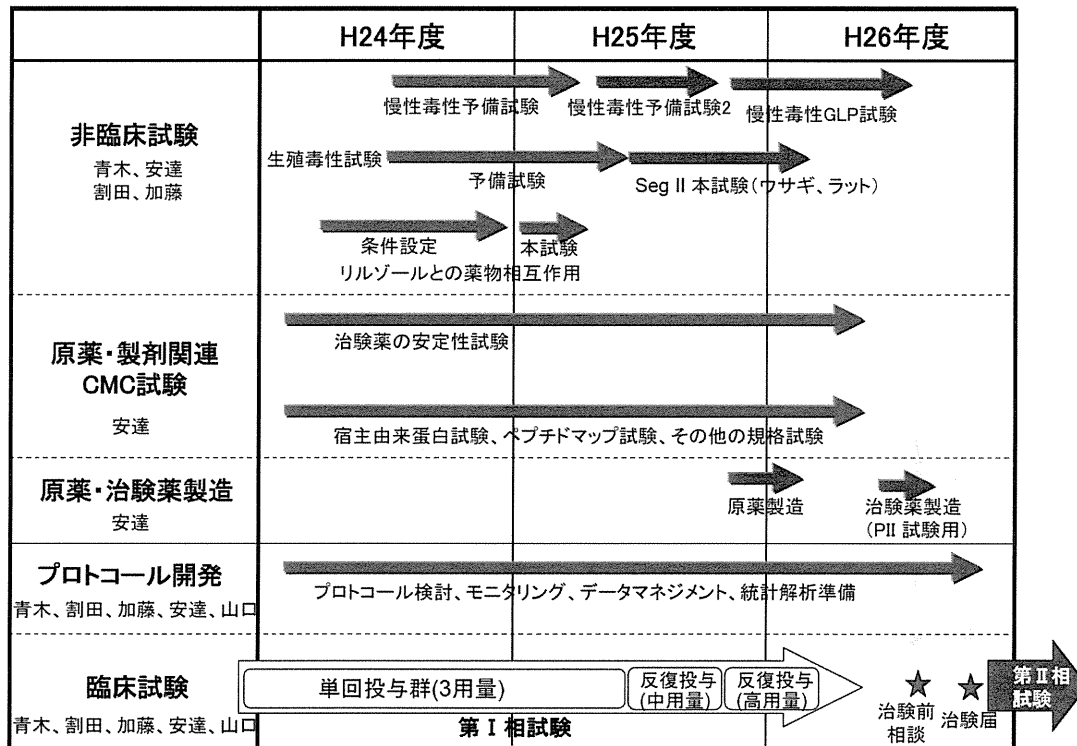 H24年度
H25年度
H26年度
非臨床試験
青木、安達
割田、加藤
慢性毒性予備試験
慢性毒性予備試験2
慢性毒性GLP試験
生殖毒性試験
予備試験
Seg II 本試験(ウサギ、ラット)
条件設定
本試験
リルゾールとの薬物相互作用
原薬・製剤関連
CMC試験
安達
治験薬の安定性試験
宿主由来蛋白試験、ペプチドマップ試験、その他の規格試験
原薬・治験薬製造
安達
原薬製造
治験薬製造
(PII 試験用)
プロトコール開発
青木、割田、加藤、安達、山口
プロトコール検討、モニタリング、データマネジメント、統計解析準備
臨床試験
青木、割田、加藤、安達、山口
単回投与群(3用量)
反復投与
(中用量)
反復投与
(高用量)
第Ⅰ相試験
治験前
相談
治験届
第Ⅱ相
試験